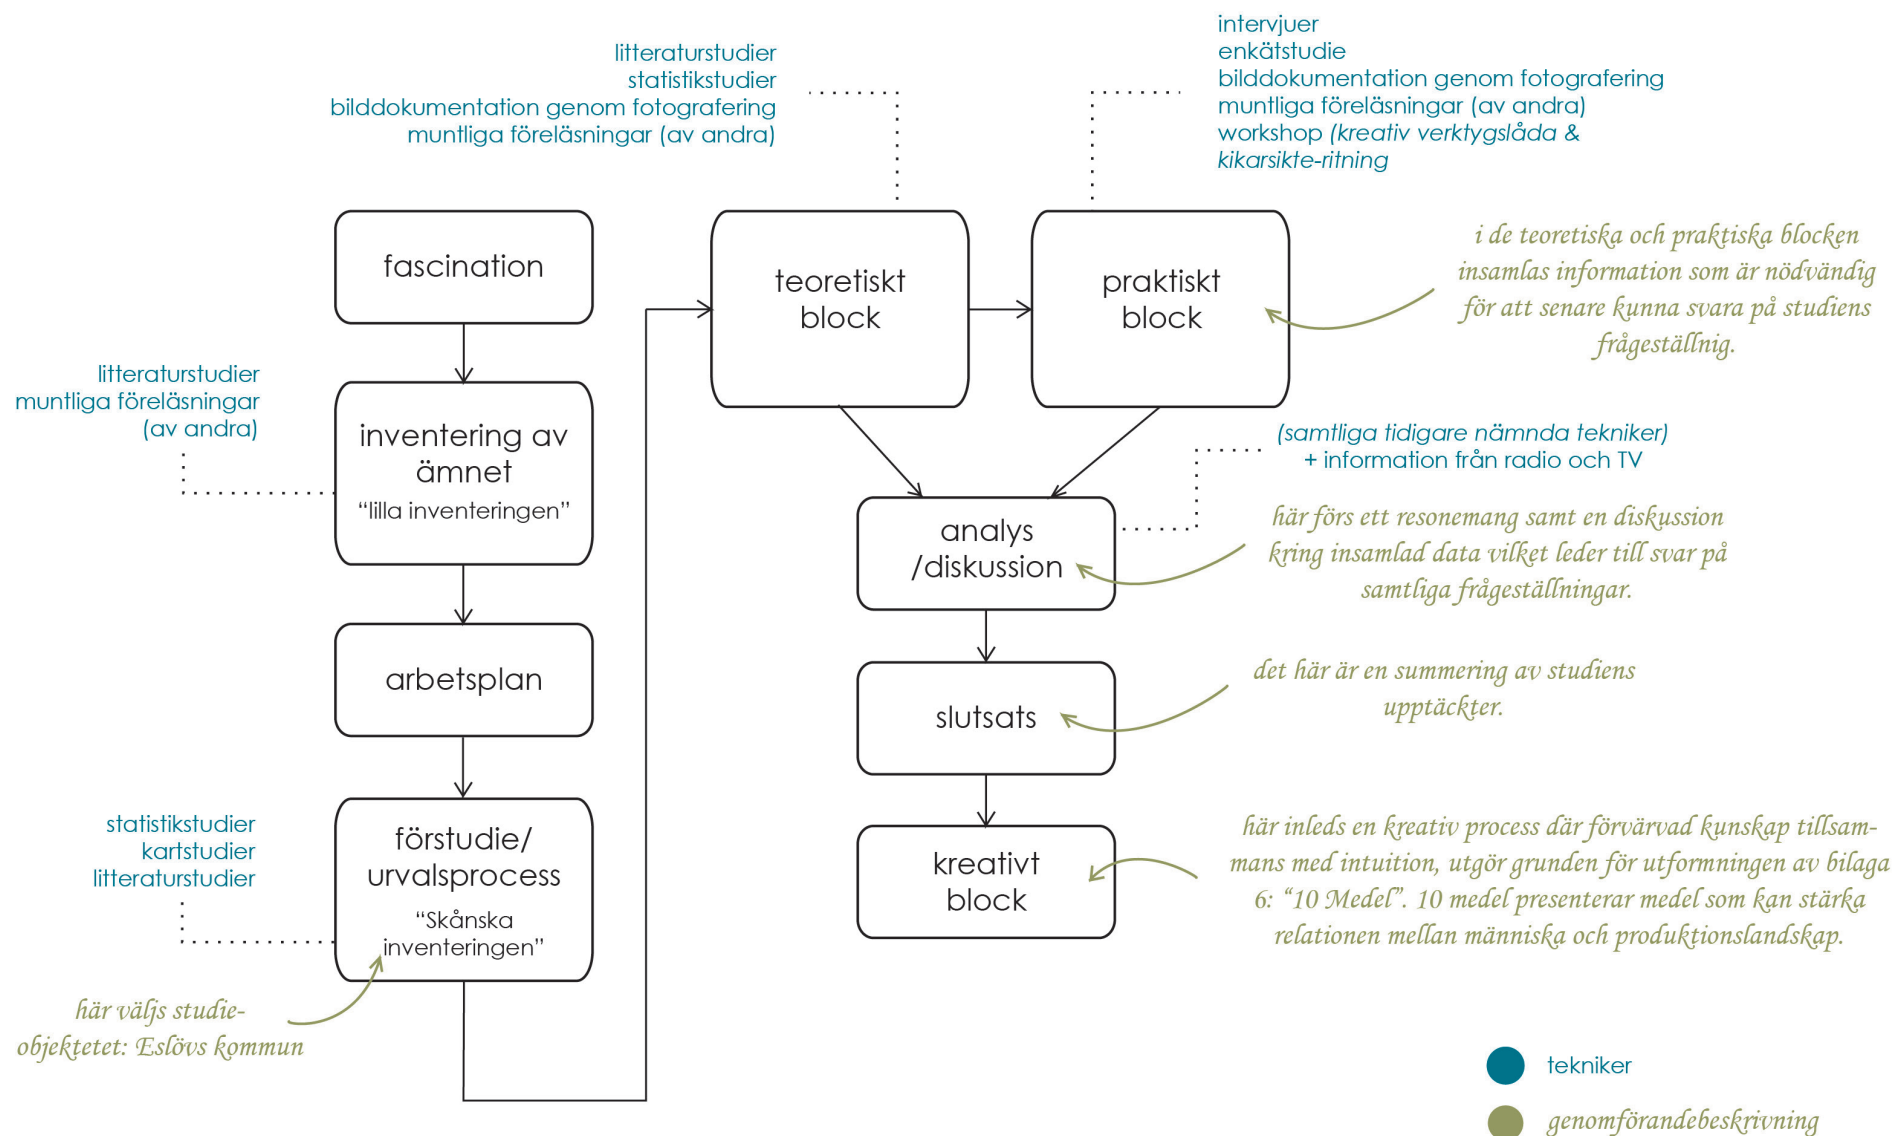 litteraturstudier
statistikstudier
bilddokumentation genom fotografering
muntliga föreläsningar (av andra)
intervjuer
enkätstudie
bilddokumentation genom fotografering
muntliga föreläsningar (av andra)
workshop (kreativ verktygslåda &
kikarsikte-ritning
fascination
teoretiskt
block
praktiskt
block
i de teoretiska och praktiska blocken
insamlas information som är nödvändig
för att senare kunna svara på studiens
frågeställnig.
litteraturstudier
muntliga föreläsningar
(av andra)
inventering av
ämnet
“lilla inventeringen”
(samtliga tidigare nämnda tekniker)
+ information från radio och TV
analys
/diskussion
här förs ett resonemang samt en diskussion
kring insamlad data vilket leder till svar på
samtliga frågeställningar.
arbetsplan
slutsats
det här är en summering av studiens
upptäckter.
statistikstudier
kartstudier
litteraturstudier
förstudie/
urvalsprocess
“Skånska
inventeringen”
här väljs studie-
objektetet: Eslövs kommun
kreativt
block
här inleds en kreativ process där förvärvad kunskap tillsam-
mans med intuition, utgör grunden för utformningen av bilaga
6: “10 Medel”. 10 medel presenterar medel som kan stärka
relationen mellan människa och produktionslandskap.
tekniker
genomförandebeskrivning